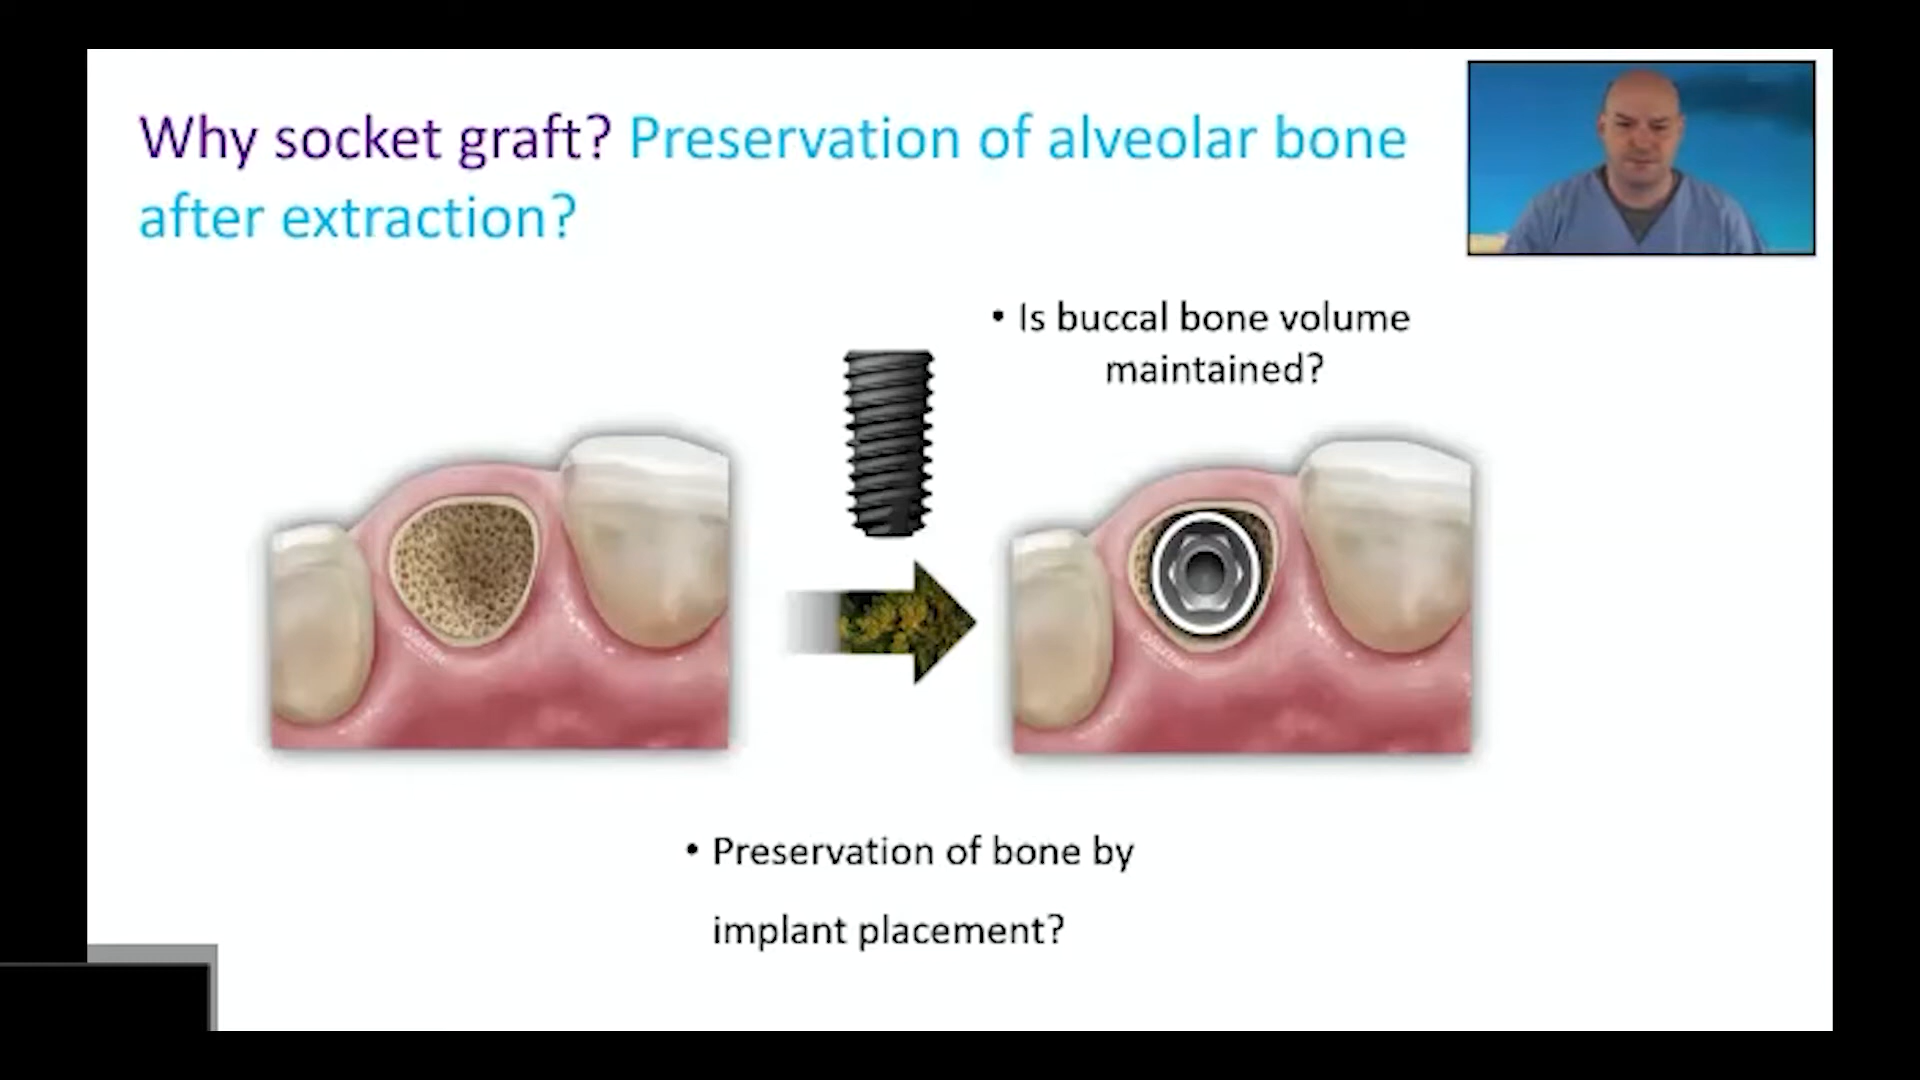 Why socket graft? Preservation of alveolar bone
after extraction?
• Is buccal bone volume
maintained?
• Preservation of bone by
implant placement?